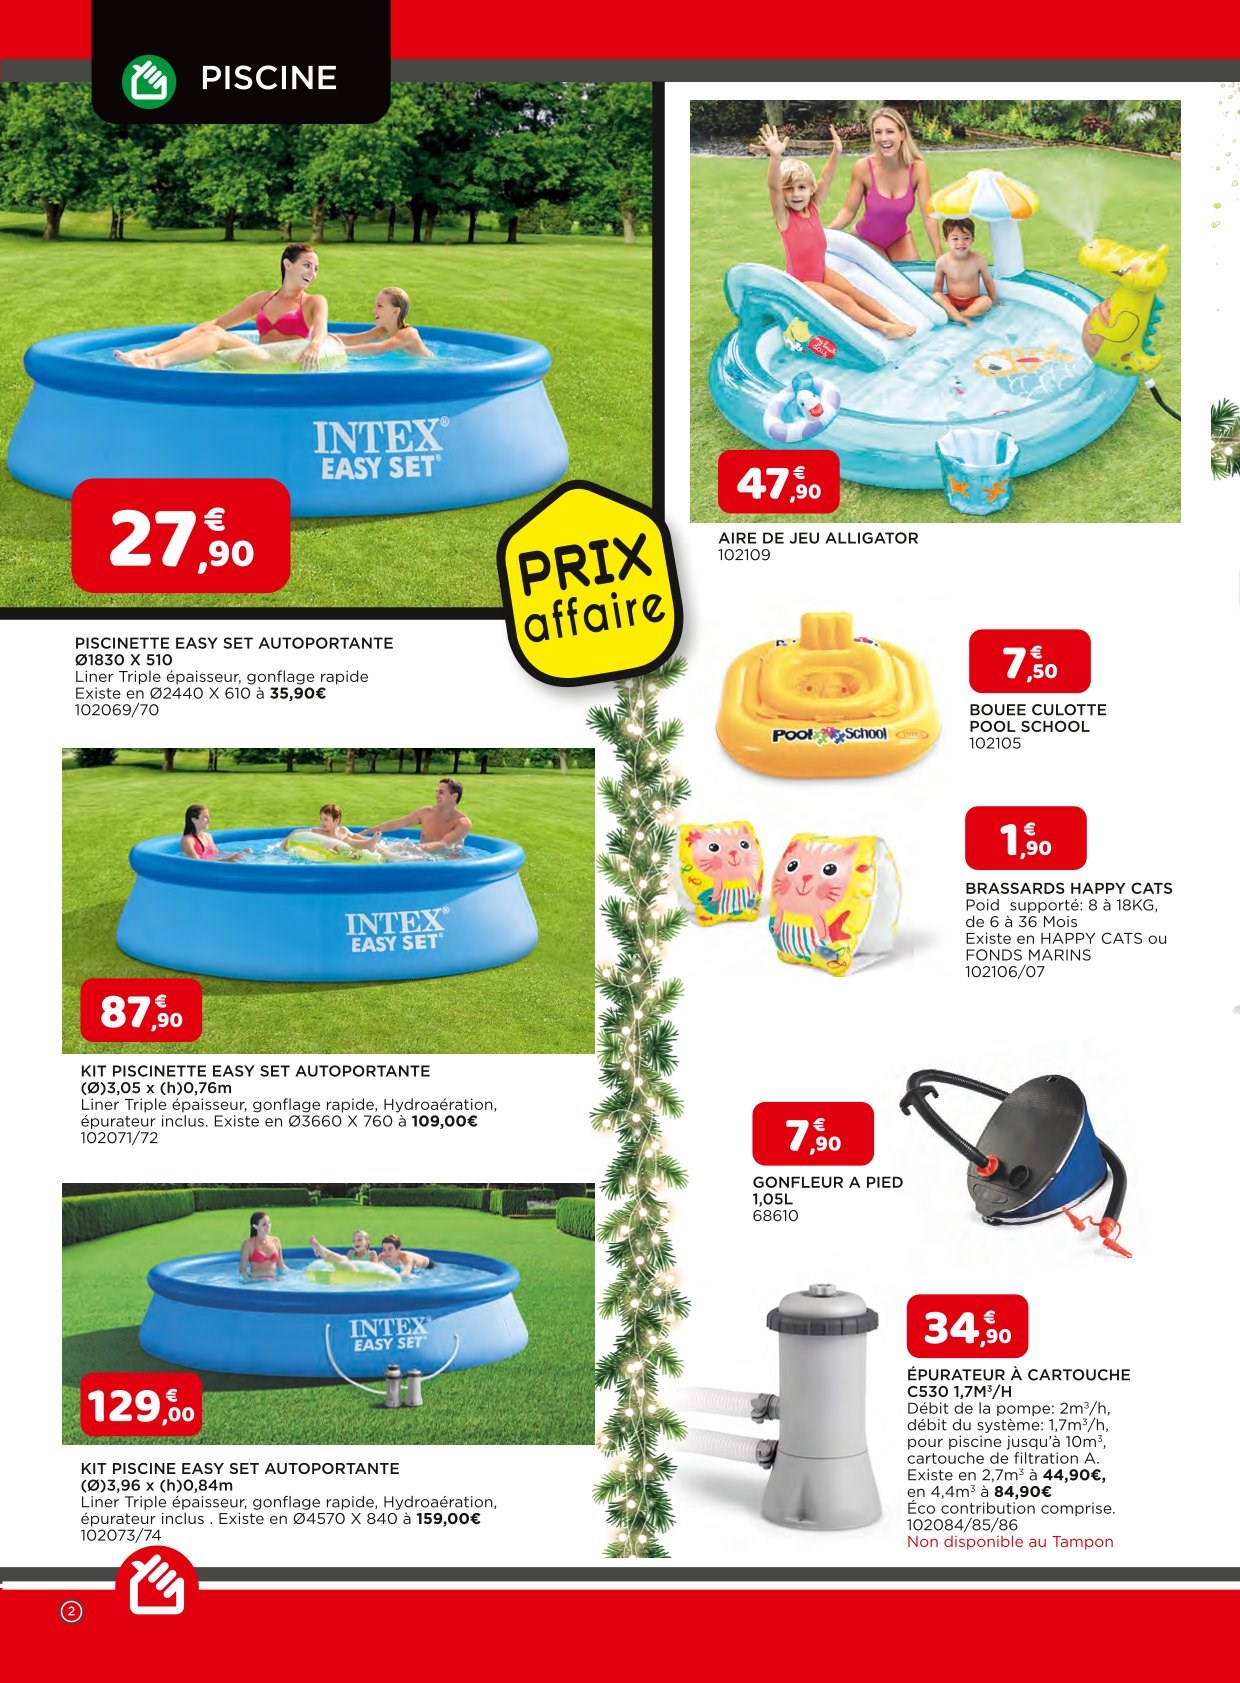 PISCINE
INTEX®
EASY SET®
27,90€
PRIX
affaire
PISCINETTE EASY SET AUTOPORTANTE
Ø1830 X 510
Liner Triple épaisseur, gonflage rapide
Existe en Ø2440 X 610 à 35,90€
102069/70
INTEX
EASY SET
87,90€
KIT PISCINETTE EASY SET AUTOPORTANTE
(Ø)3,05 x (h)0,76m
Liner Triple épaisseur, gonflage rapide, Hydroaération,
épurateur inclus. Existe en Ø3660 X 760 à 109,00€
102071/72
INTEX
EASY SET
129,00€
KIT PISCINE EASY SET AUTOPORTANTE
(Ø)3,96 x (h)0,84m
Liner Triple épaisseur, gonflage rapide, Hydroaération,
épurateur inclus . Existe en Ø4570 X 840 à 159,00€
102073/74
47,90€
AIRE DE JEU ALLIGATOR
102109
Pool School
INTEX
7,50€
BOUEE CULOTTE
POOL SCHOOL
102105
1,90€
BRASSARDS HAPPY CATS
Poid  supporté: 8 à 18KG,
de 6 à 36 Mois
Existe en HAPPY CATS ou
FONDS MARINS
102106/07
7,90€
GONFLEUR A PIED
1,05L
68610
34,90€
ÉPURATEUR À CARTOUCHE
C530 1,7M³/H
Débit de la pompe: 2m³/h,
débit du système: 1,7m³/h,
pour piscine jusqu'à 10m³,
cartouche de filtration A.
Existe en 2,7m³ à 44,90€,
en 4,4m³ à 84,90€
Éco contribution comprise.
102084/85/86
Non disponible au Tampon
2